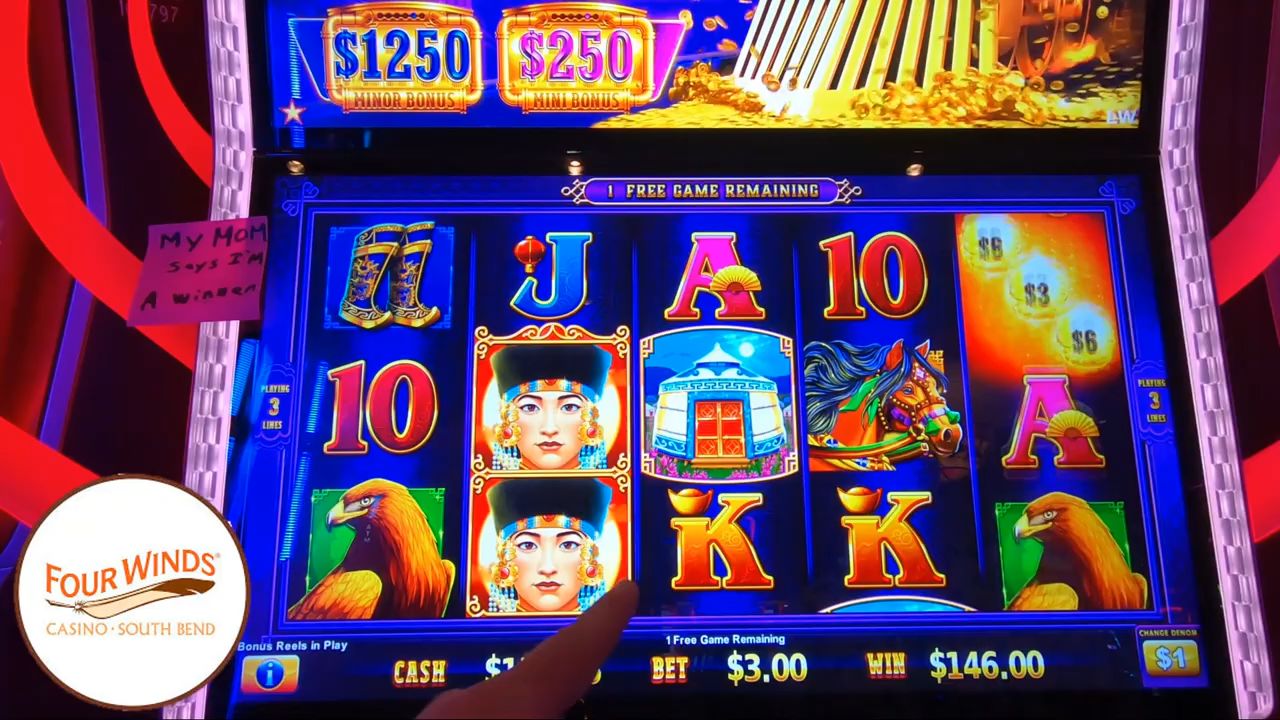 $1250
MINOR BONUS
$250
MINI BONUS
LW
1 FREE GAME REMAINING
My MOM
Says I'M
A Winner
J
A
10
$6
$3
$6
PLAYING
3
LINES
10
A
PLAYING
3
LINES
K
K
FOUR WINDS®
CASINO · SOUTH BEND
Bonus Reels in Play
1 Free Game Remaining
CHANGE DENOM
$1
i
CASH
BET
$3.00
WIN
$146.00